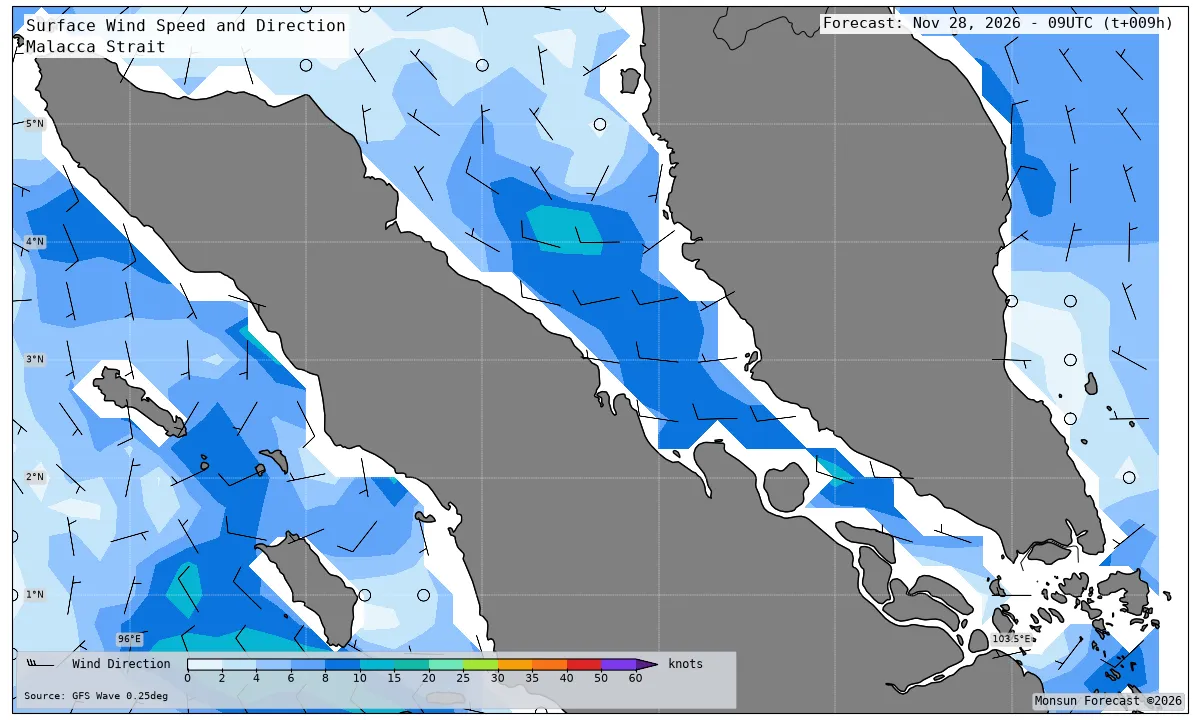 Surface Wind Speed and Direction
Malacca Strait
Forecast: Nov 28, 2026 - 09UTC (t+009h)
5°N
4°N
3°N
2°N
1°N
96°E
103.5°E
Wind Direction
knots
0 2 4 6 8 10 12 15 20 25 30 35 40 50 60
Source: GFS Wave 0.25deg
Monsun Forecast ©2026